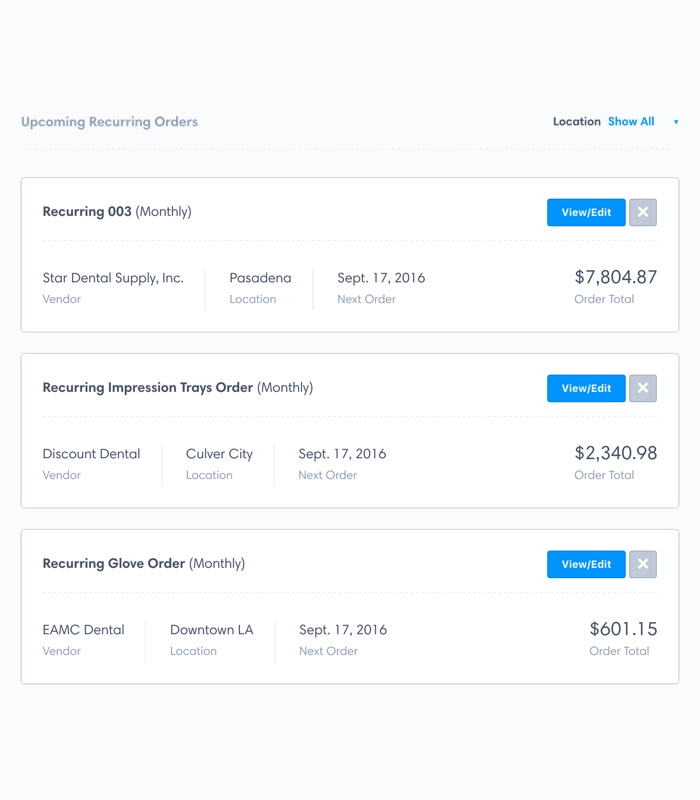 Upcoming Recurring Orders
Location Show All
Recurring 003 (Monthly)
View/Edit
Star Dental Supply, Inc.
Vendor
Pasadena
Location
Sept. 17, 2016
Next Order
$7,804.87
Order Total
Recurring Impression Trays Order (Monthly)
View/Edit
Discount Dental
Vendor
Culver City
Location
Sept. 17, 2016
Next Order
$2,340.98
Order Total
Recurring Glove Order (Monthly)
View/Edit
EAMC Dental
Vendor
Downtown LA
Location
Sept. 17, 2016
Next Order
$601.15
Order Total